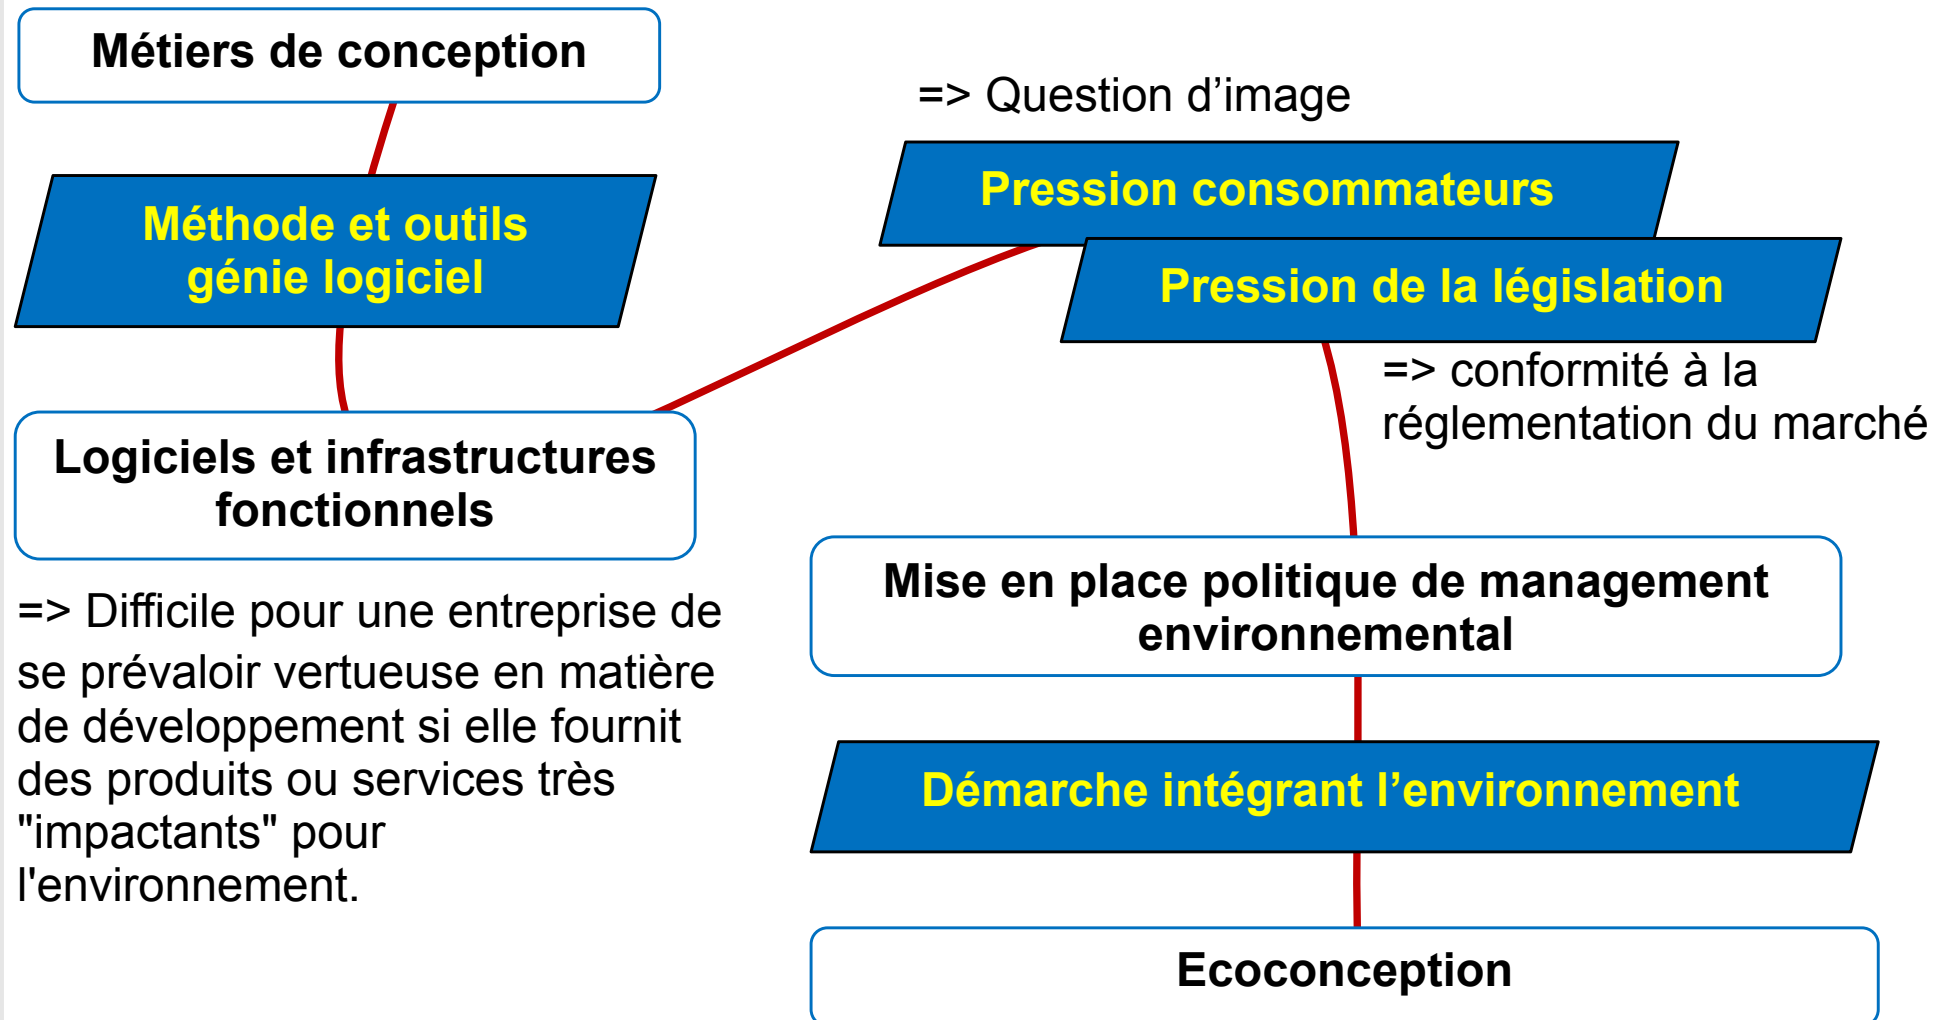 Métiers de conception
Méthode et outils
génie logiciel
Logiciels et infrastructures
fonctionnels
=> Difficile pour une entreprise de
se prévaloir vertueuse en matière
de développement si elle fournit
des produits ou services très
"impactants" pour
l'environnement.
=> Question d’image
Pression consommateurs
Pression de la législation
=> conformité à la
réglementation du marché
Mise en place politique de management
environnemental
Démarche intégrant l’environnement
Ecoconception